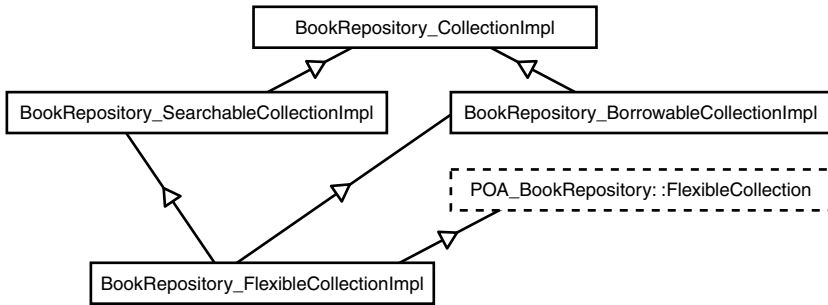 BookRepository_CollectionImpl
BookRepository_SearchableCollectionImpl
BookRepository_BorrowableCollectionImpl
POA_BookRepository: :FlexibleCollection
BookRepository_FlexibleCollectionImpl